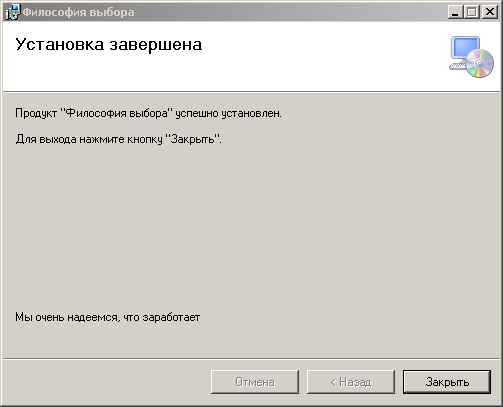 Философия выбора
Установка завершена
Продукт "Философия выбора" успешно установлен.
Для выхода нажмите кнопку "Закрыть".
Мы очень надеемся, что заработает
Отмена
< Назад
Закрыть